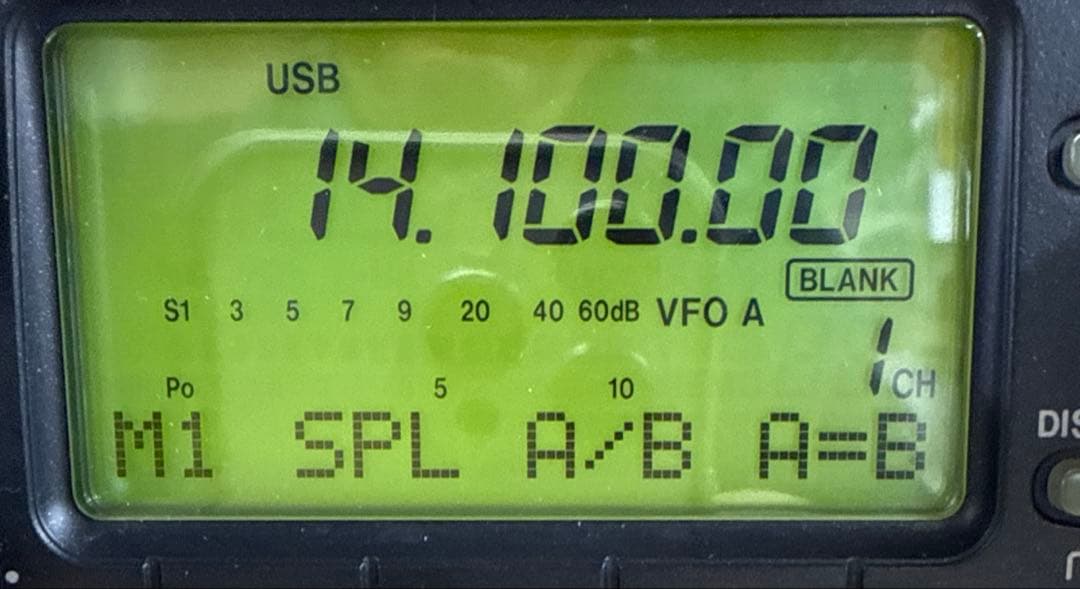 USB
14.100.00
BLANK
S1 3 5 7 9 20 40 60dB VFO A
1 CH
Po 5 10
M1 SPL A/B A=B